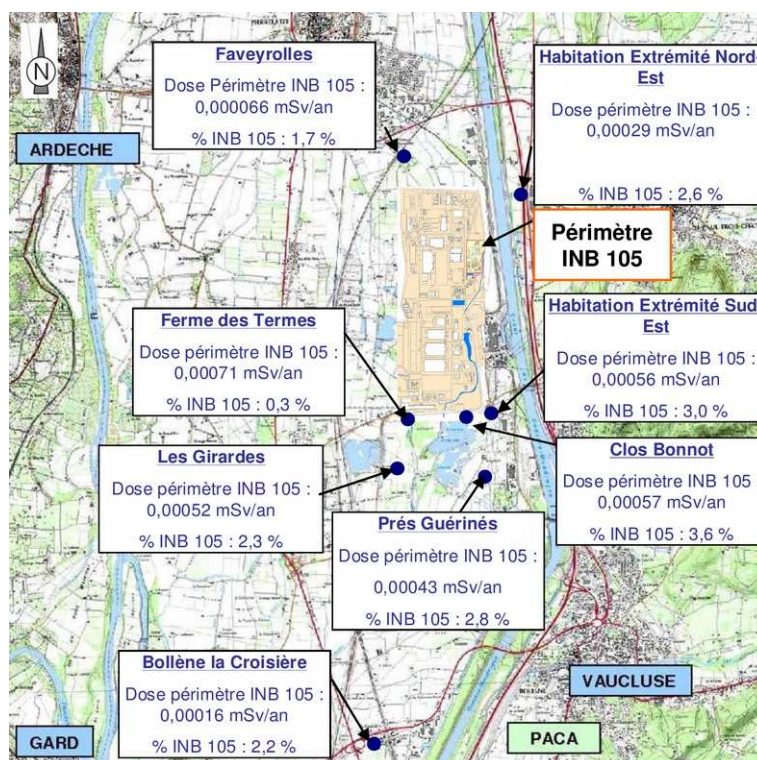 N
Faveyrolles
Dose Périmètre INB 105 :
0,000066 mSv/an
% INB 105 : 1,7 %
Habitation Extrémité Nord-
Est
Dose périmètre INB 105 :
0,00029 mSv/an
% INB 105 : 2,6 %
ARDECHE
Périmètre
INB 105
Ferme des Termes
Dose périmètre INB 105 :
0,00071 mSv/an
% INB 105 : 0,3 %
Habitation Extrémité Sud
Est
Dose périmètre INB 105 :
0,00056 mSv/an
% INB 105 : 3,0 %
Les Girardes
Dose périmètre INB 105 :
0,00052 mSv/an
% INB 105 : 2,3 %
Clos Bonnot
Dose périmètre INB 105
0,00057 mSv/an
% INB 105 : 3,6 %
Prés Guérinés
Dose périmètre INB 105 :
0,00043 mSv/an
% INB 105 : 2,8 %
Bollène la Croisière
Dose périmètre INB 105 :
0,00016 mSv/an
% INB 105 : 2,2 %
VAUCLUSE
GARD
PACA